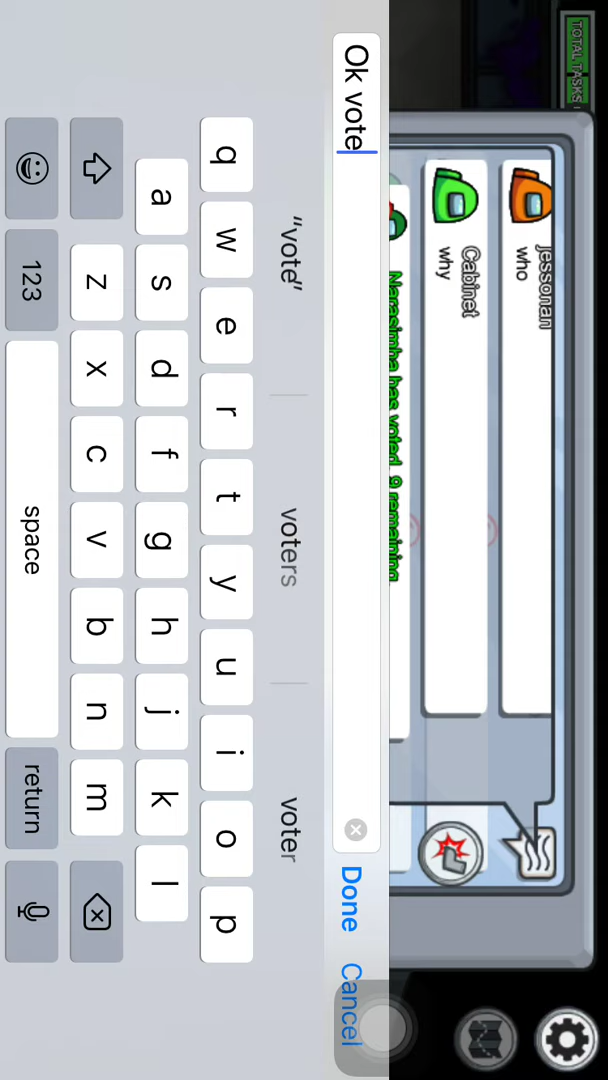 TOTAL TASKS
jessonan
who
Cabinet
why
Narasimha has voted. 9 remaining
Ok vote
Done
Cancel
"vote"
voters
voter
q w e r t y u i o p
a s d f g h j k l
z x c v b n m
123
space
return